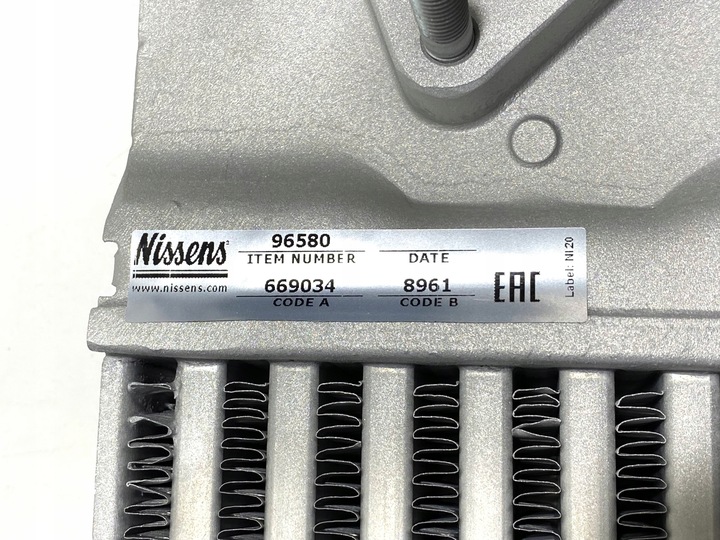 Nissens
www.nissens.com
96580
ITEM NUMBER
DATE
669034
8961
CODE A
CODE B
EAC
Label: NI20